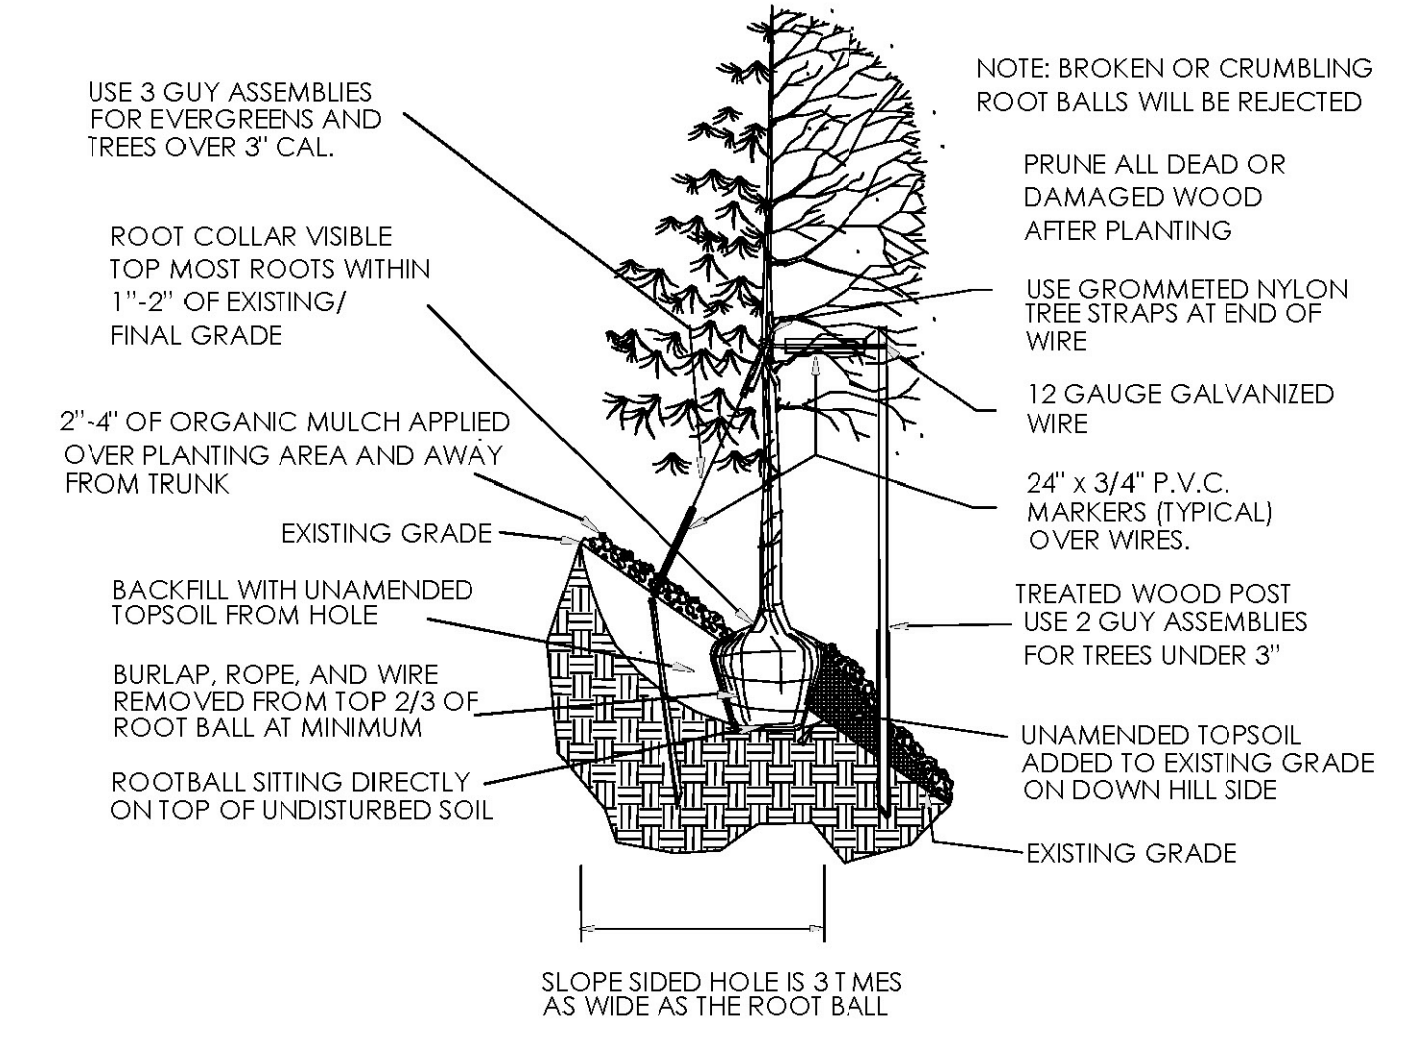 USE 3 GUY ASSEMBLIES
FOR EVERGREENS AND
TREES OVER 3" CAL.
ROOT COLLAR VISIBLE
TOP MOST ROOTS WITHIN
1"-2" OF EXISTING/
FINAL GRADE
2"-4" OF ORGANIC MULCH APPLIED
OVER PLANTING AREA AND AWAY
FROM TRUNK
EXISTING GRADE
BACKFILL WITH UNAMENDED
TOPSOIL FROM HOLE
BURLAP, ROPE, AND WIRE
REMOVED FROM TOP 2/3 OF
ROOT BALL AT MINIMUM
ROOTBALL SITTING DIRECTLY
ON TOP OF UNDISTURBED SOIL
NOTE: BROKEN OR CRUMBLING
ROOT BALLS WILL BE REJECTED
PRUNE ALL DEAD OR
DAMAGED WOOD
AFTER PLANTING
USE GROMMETED NYLON
TREE STRAPS AT END OF
WIRE
12 GAUGE GALVANIZED
WIRE
24" x 3/4" P.V.C.
MARKERS (TYPICAL)
OVER WIRES.
TREATED WOOD POST
USE 2 GUY ASSEMBLIES
FOR TREES UNDER 3"
UNAMENDED TOPSOIL
ADDED TO EXISTING GRADE
ON DOWN HILL SIDE
EXISTING GRADE
SLOPE SIDED HOLE IS 3 T MES
AS WIDE AS THE ROOT BALL